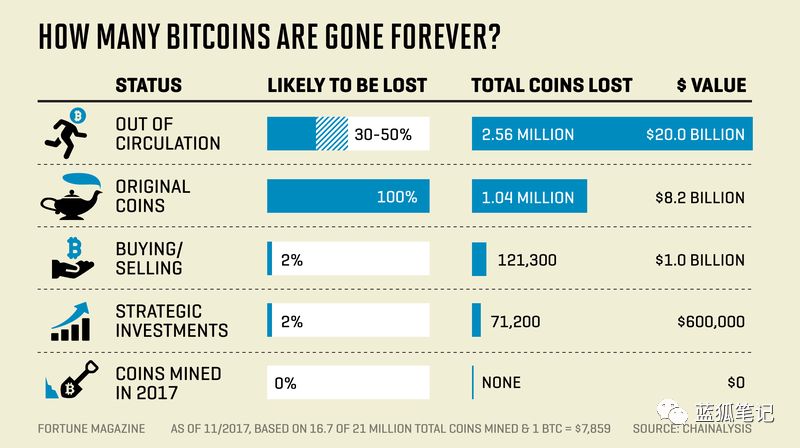 HOW MANY BITCOINS ARE GONE FOREVER?
STATUS LIKELY TO BE LOST TOTAL COINS LOST $ VALUE
OUT OF
CIRCULATION 30-50% 2.56 MILLION $20.0 BILLION
ORIGINAL
COINS 100% 1.04 MILLION $8.2 BILLION
BUYING/
SELLING 2% 121,300 $1.0 BILLION
STRATEGIC
INVESTMENTS 2% 71,200 $600,000
COINS MINED
IN 2017 0% NONE $0
FORTUNE MAGAZINE AS OF 11/2017, BASED ON 16.7 OF 21 MILLION TOTAL COINS MINED & 1 BTC = $7,859 SOURCE: CHAINALYSIS
蓝狐笔记